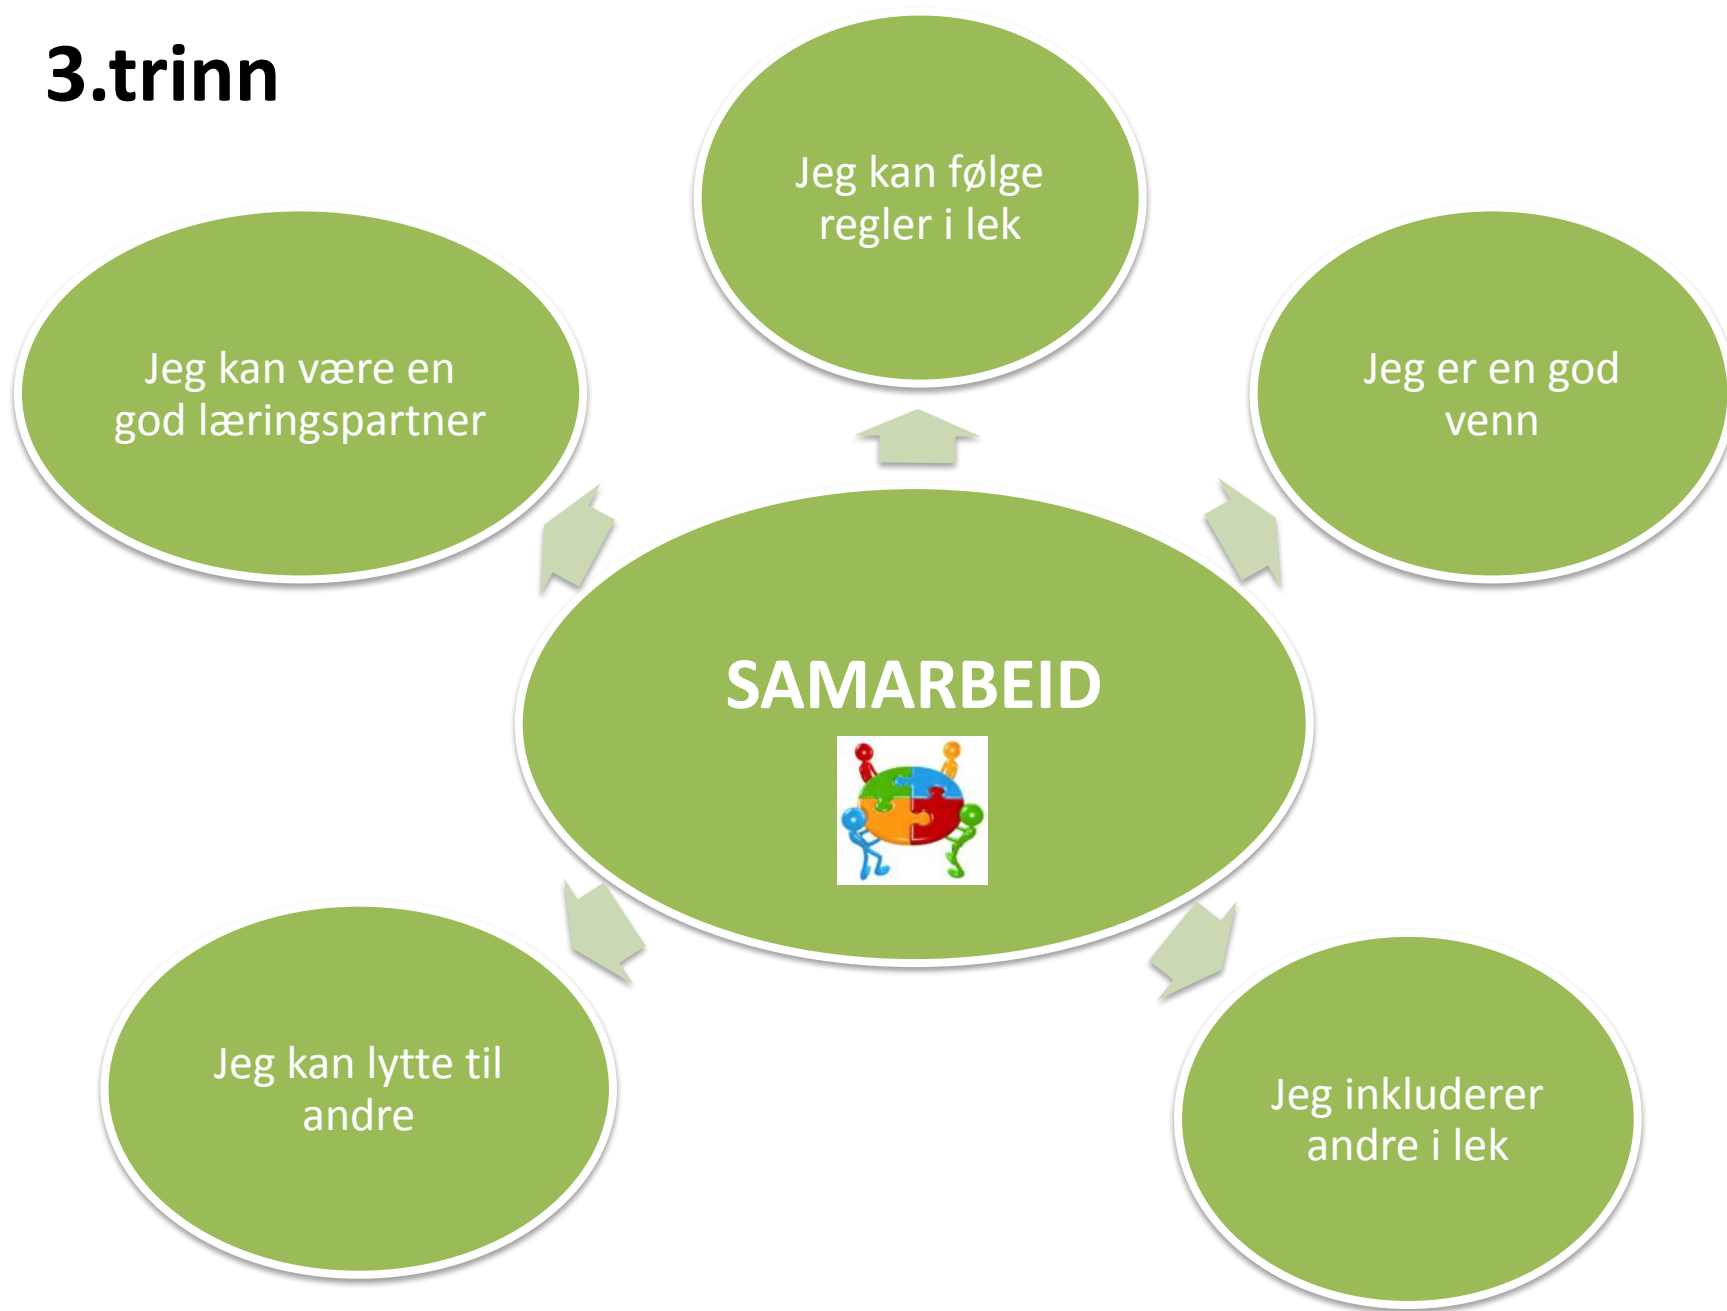 3.trinn
Jeg kan følge
regler i lek
Jeg kan være en
god læringspartner
Jeg er en god
venn
SAMARBEID
Jeg kan lytte til
andre
Jeg inkluderer
andre i lek